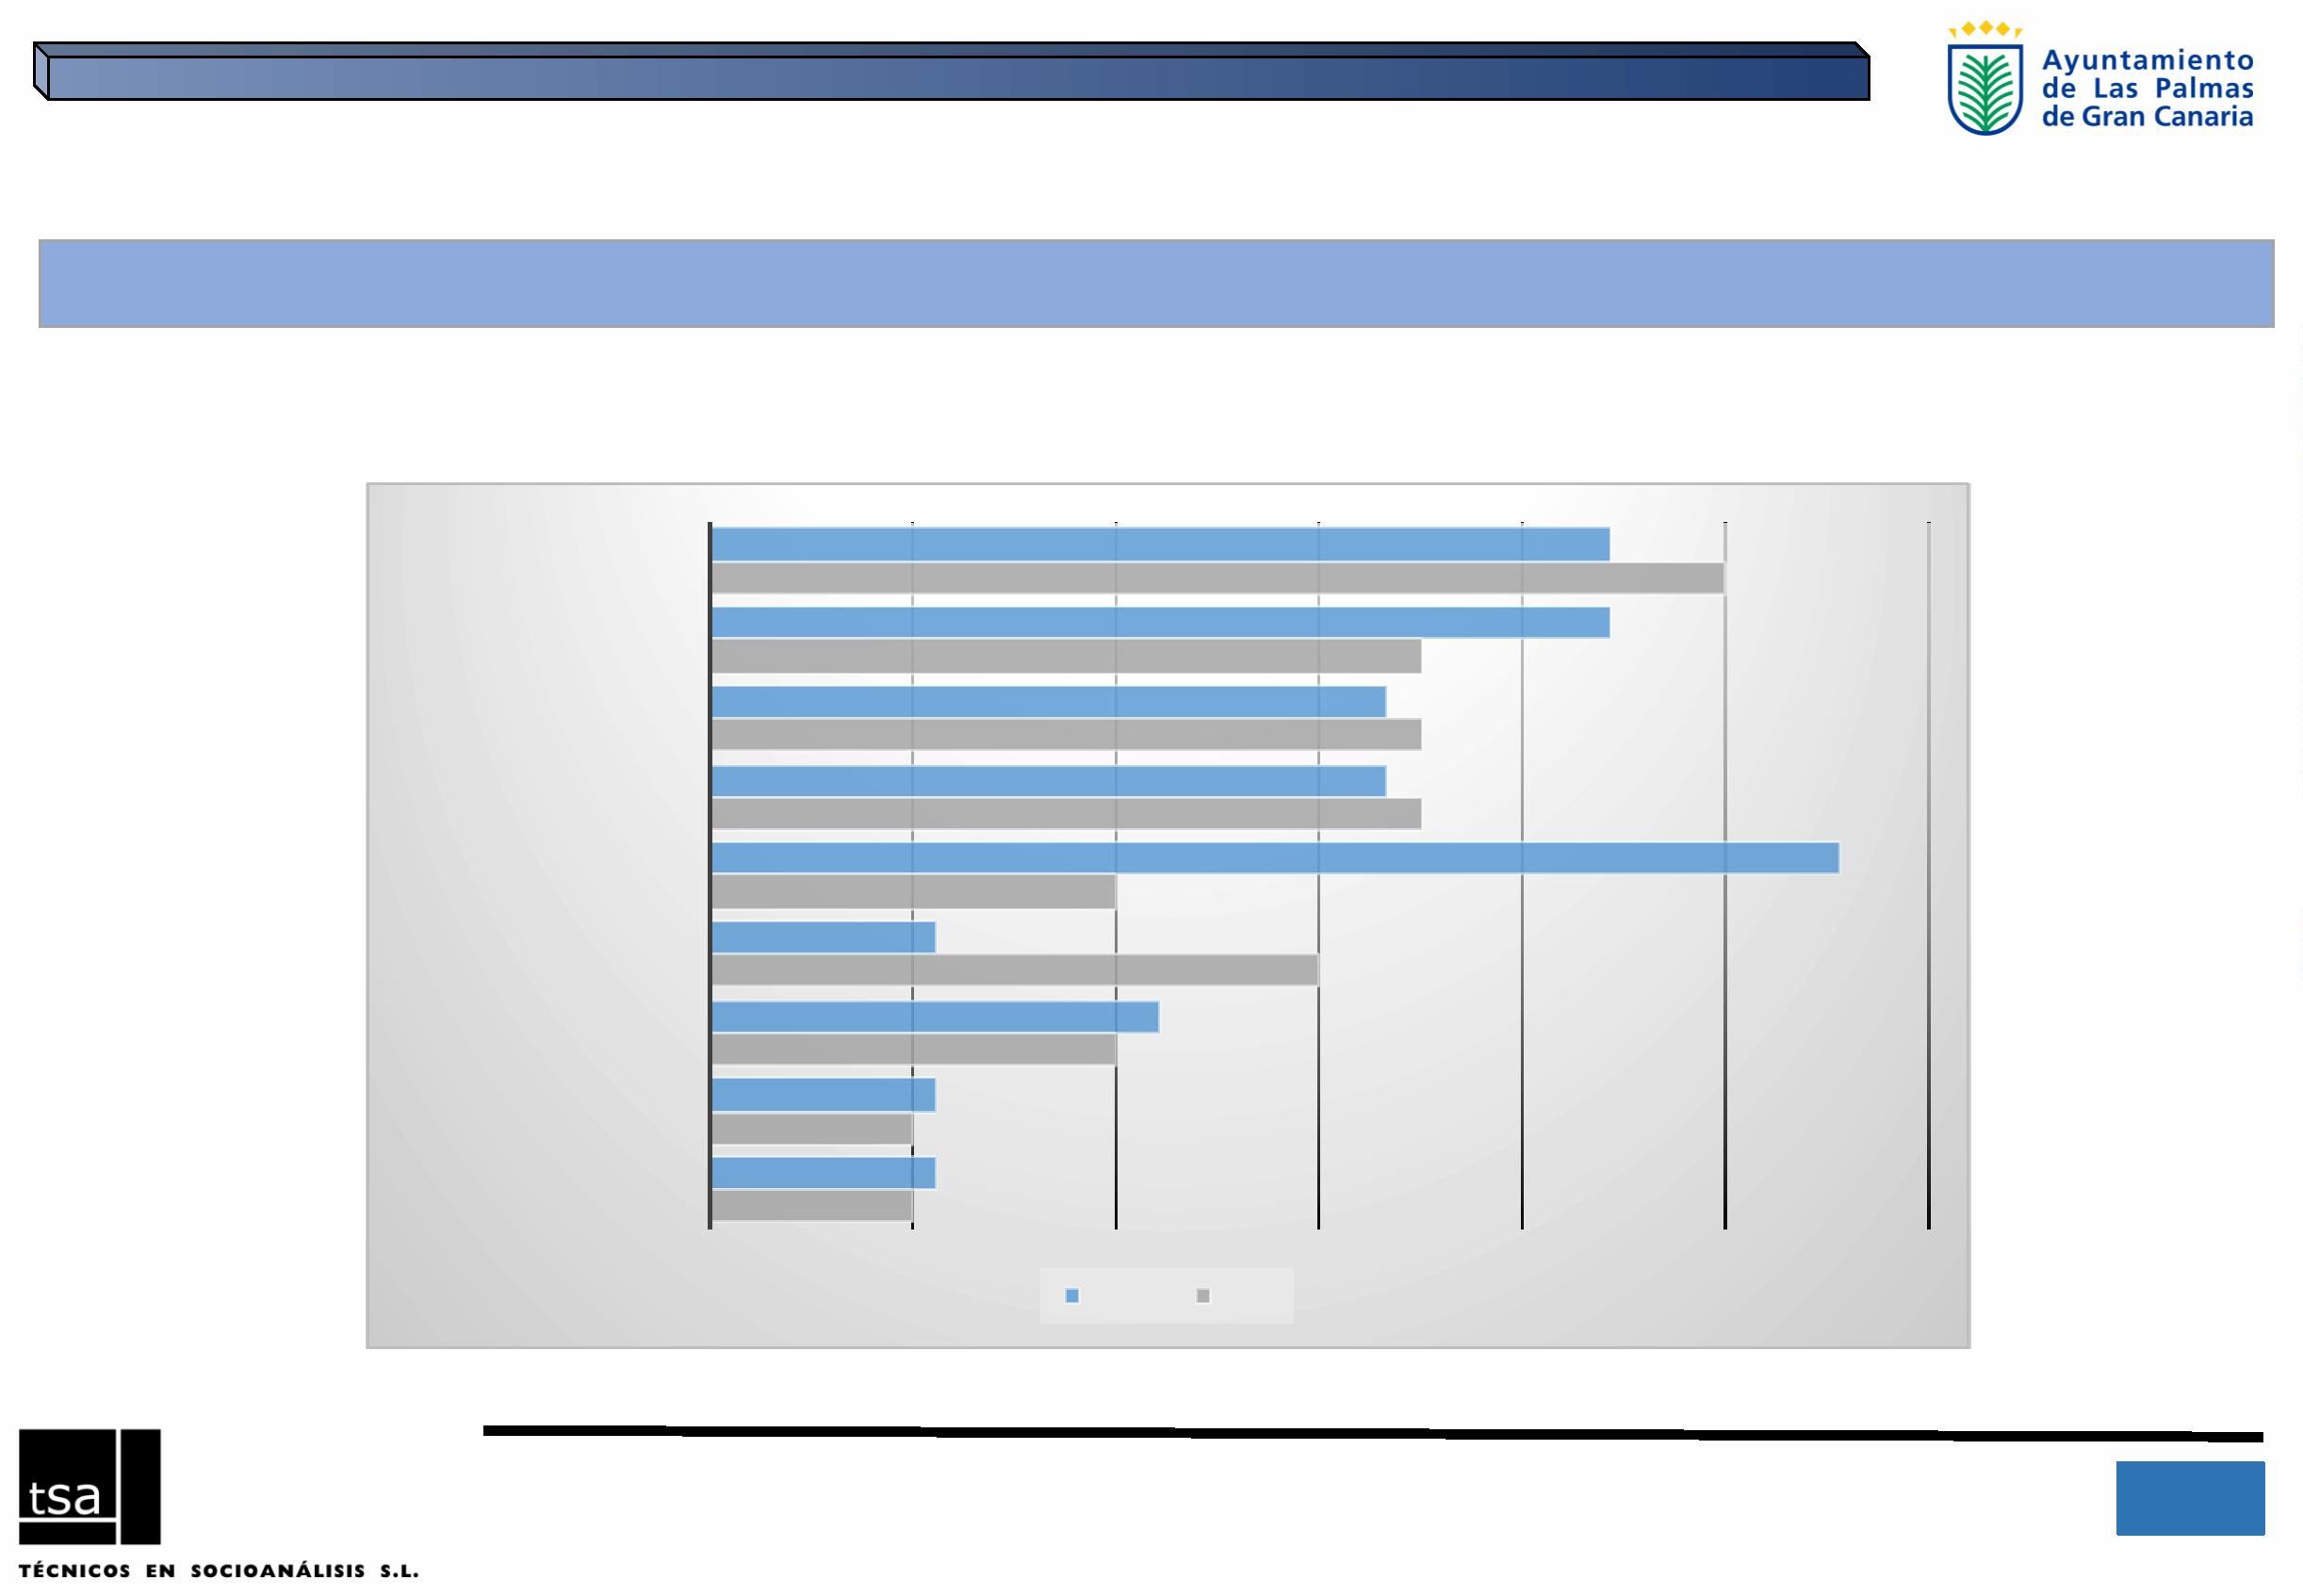 Ayuntamiento
de Las Palmas
de Gran Canaria
tsa
TÉCNICOS EN SOCIOANÁLISIS S.L.